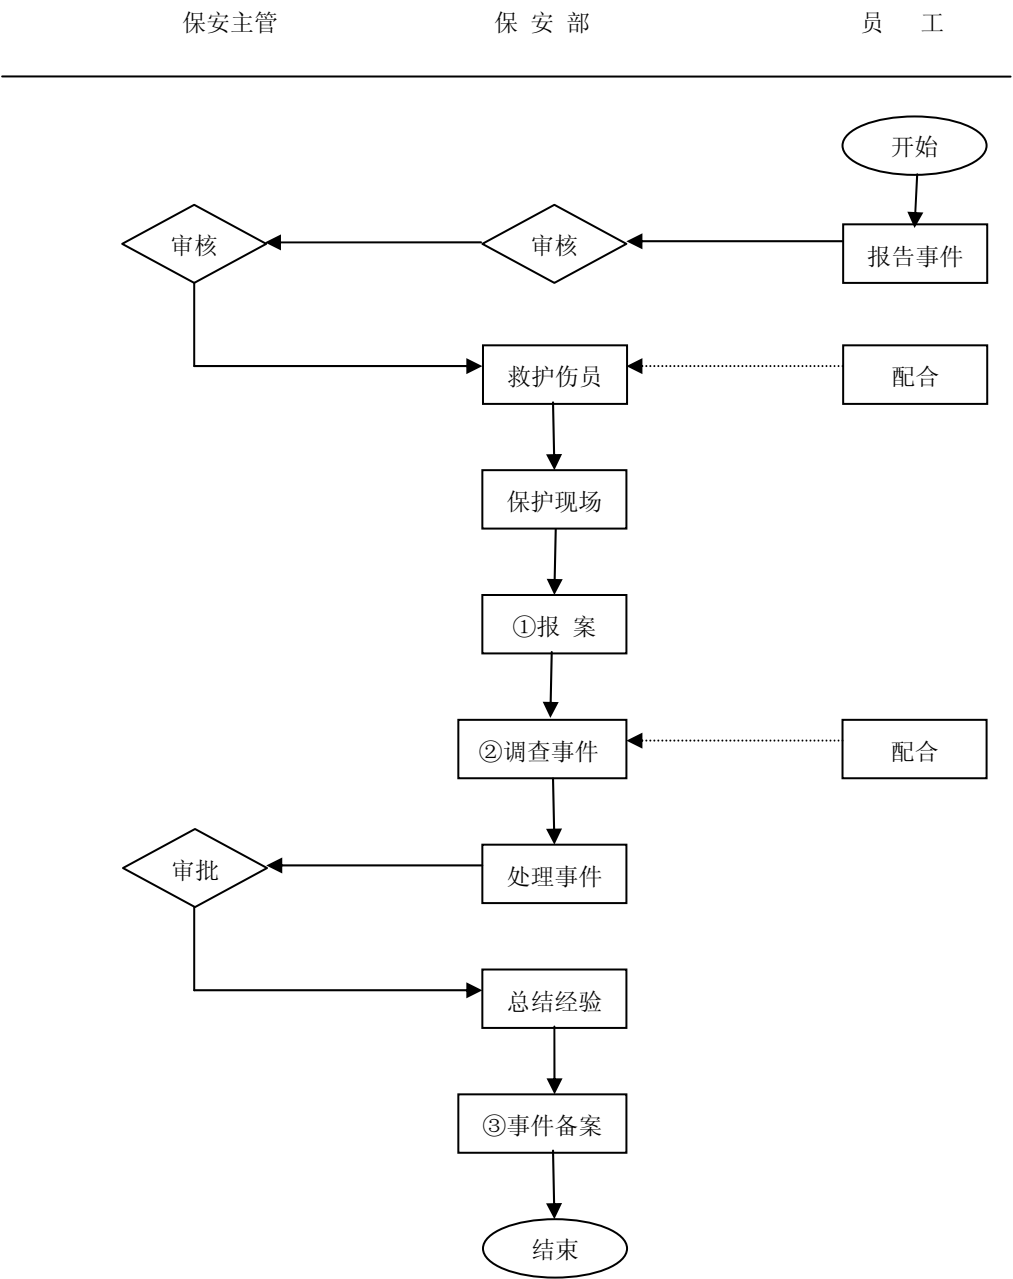 保安主管 保 安 部 员 工
开始
审核 审核 报告事件
救护伤员 配合
保护现场
①报 案
②调查事件 配合
审批 处理事件
总结经验
③事件备案
结束